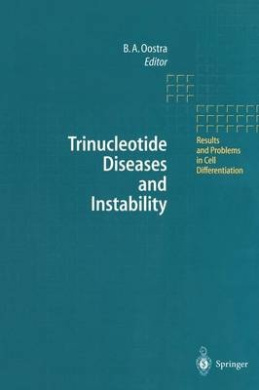 B. A. Oostra
Editor
Trinucleotide
Diseases
and
Instability
Results
and Problems
in Cell
Differentiation
Springer